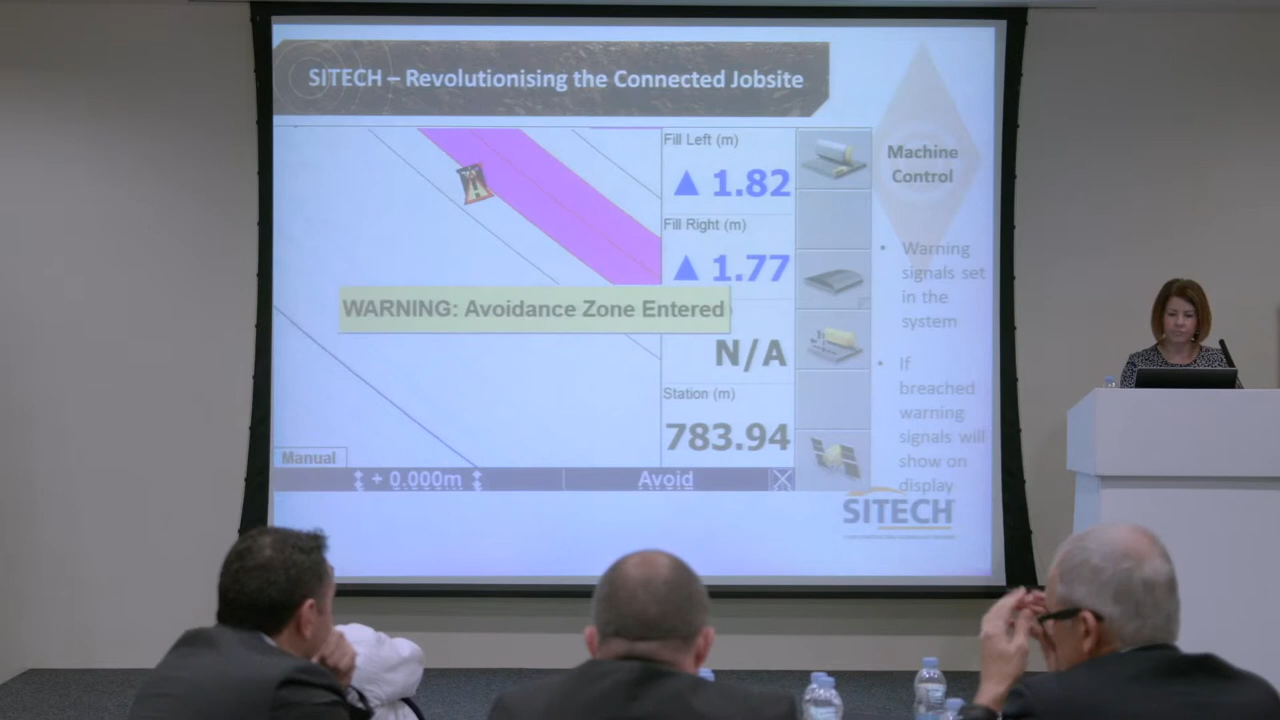 SITECH – Revolutionising the Connected Jobsite
Machine
Control
Fill Left (m)
▲ 1.82
Fill Right (m)
▲ 1.77
WARNING: Avoidance Zone Entered
N/A
Station (m)
783.94
Manual
+ 0.000m
Avoid
• Warning
signals set
in the
system
• If
breached
warning
signals will
show on
display
SITECH